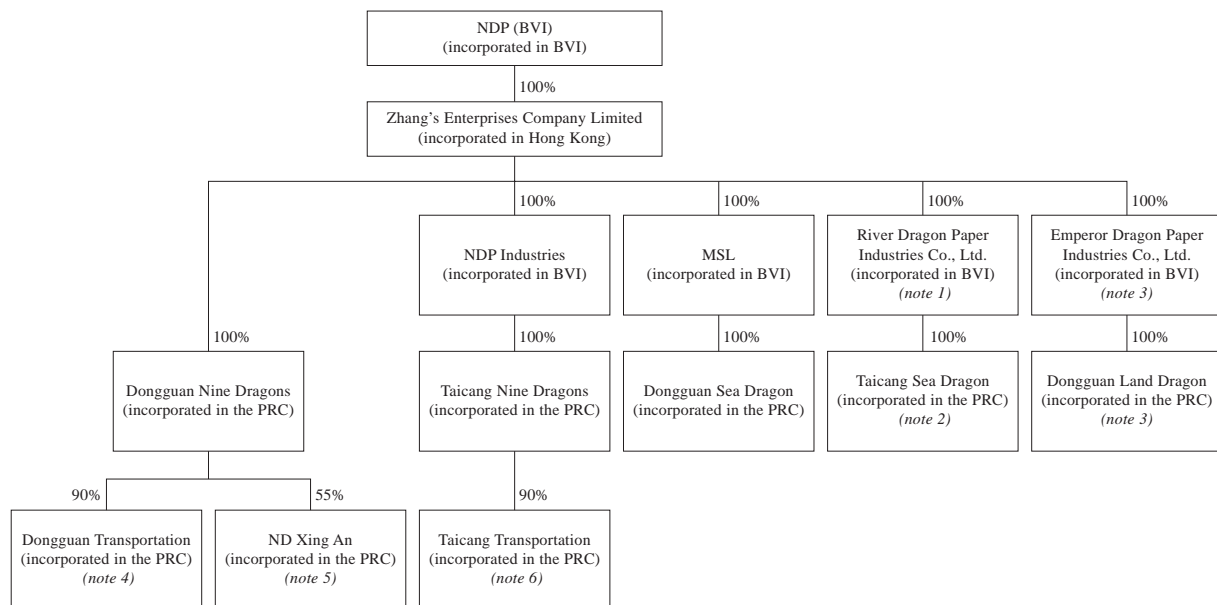 NDP (BVI)
(incorporated in BVI)
100%
Zhang’s Enterprises Company Limited
(incorporated in Hong Kong)
100%
100%
100%
100%
NDP Industries
(incorporated in BVI)
MSL
(incorporated in BVI)
River Dragon Paper
Industries Co., Ltd.
(incorporated in BVI)
(note 1)
Emperor Dragon Paper
Industries Co., Ltd.
(incorporated in BVI)
(note 3)
100%
100%
100%
100%
100%
Dongguan Nine Dragons
(incorporated in the PRC)
Taicang Nine Dragons
(incorporated in the PRC)
Dongguan Sea Dragon
(incorporated in the PRC)
Taicang Sea Dragon
(incorporated in the PRC)
(note 2)
Dongguan Land Dragon
(incorporated in the PRC)
(note 3)
90%
55%
90%
Dongguan Transportation
(incorporated in the PRC)
(note 4)
ND Xing An
(incorporated in the PRC)
(note 5)
Taicang Transportation
(incorporated in the PRC)
(note 6)